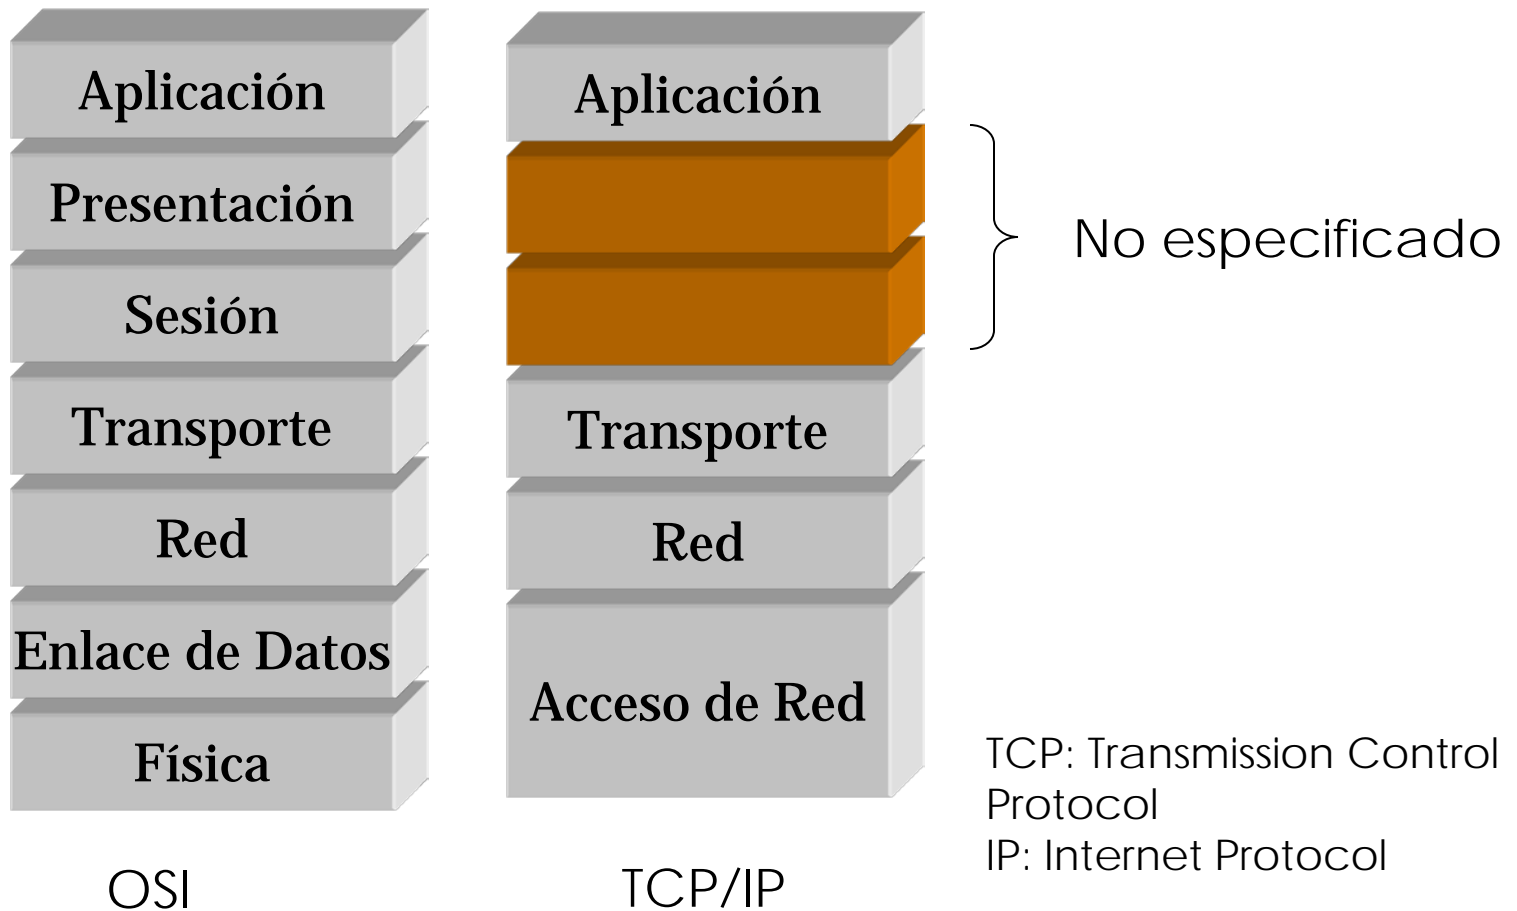 Aplicación
Presentación
Sesión
Transporte
Red
Enlace de Datos
Física
OSI
Aplicación
Transporte
Red
Acceso de Red
TCP/IP
No especificado
TCP: Transmission Control
Protocol
IP: Internet Protocol